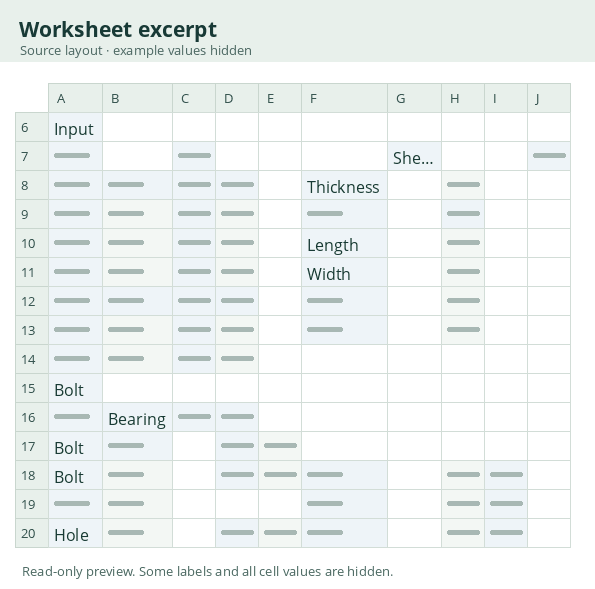 Worksheet excerpt
Source layout · example values hidden
A B C D E F G H I J
6 Input
7 She...
8 Thickness
9
10 Length
11 Width
12
13
14
15 Bolt
16 Bearing
17 Bolt
18 Bolt
19
20 Hole
Read-only preview. Some labels and all cell values are hidden.